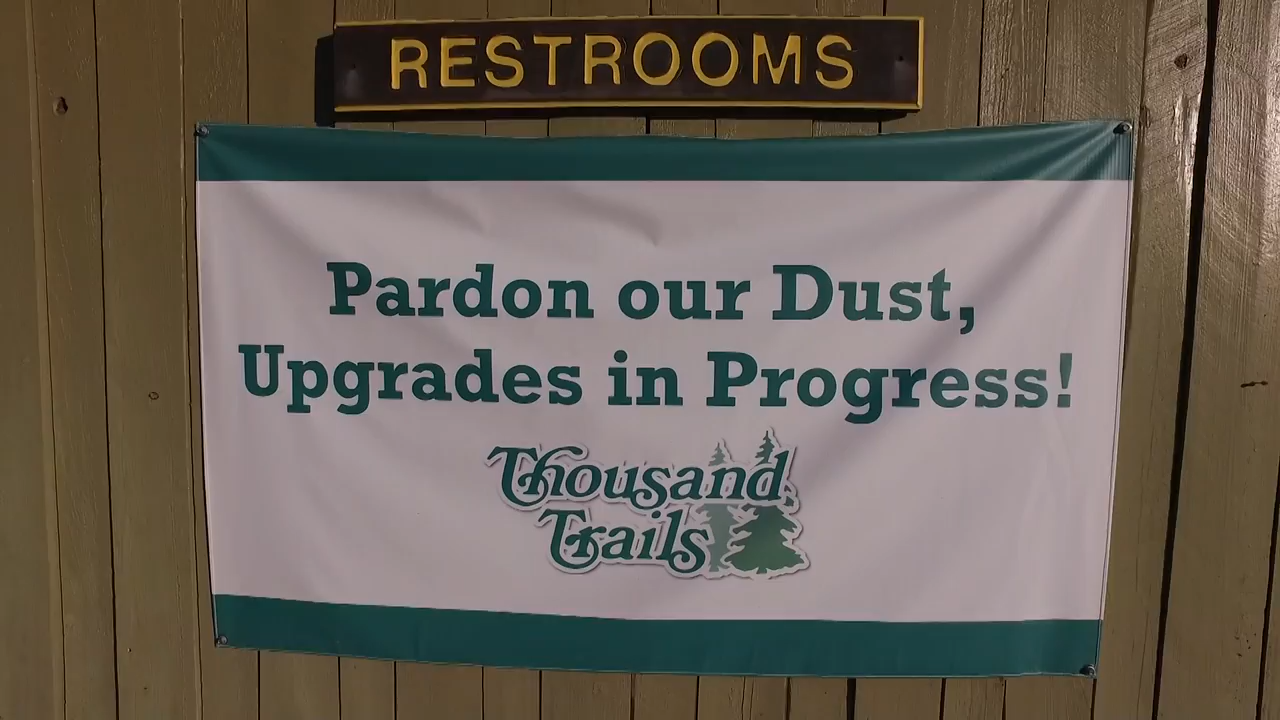 RESTROOMS
Pardon our Dust,
Upgrades in Progress!
Thousand
Trails